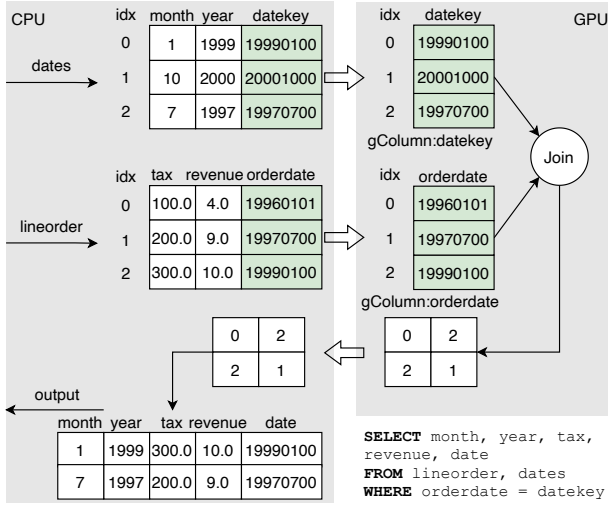 CPU
GPU
idx month year datekey
0 1 1999 19990100
1 10 2000 20001000
2 7 1997 19970700
dates
idx datekey
0 19990100
1 20001000
2 19970700
gColumn:datekey
Join
idx tax revenue orderdate
0 100.0 4.0 19960101
1 200.0 9.0 19970700
2 300.0 10.0 19990100
lineorder
idx orderdate
0 19960101
1 19970700
2 19990100
gColumn:orderdate
0 2
2 1
0 2
2 1
output
month year tax revenue date
1 1999 300.0 10.0 19990100
7 1997 200.0 9.0 19970700
SELECT month, year, tax,
revenue, date
FROM lineorder, dates
WHERE orderdate = datekey